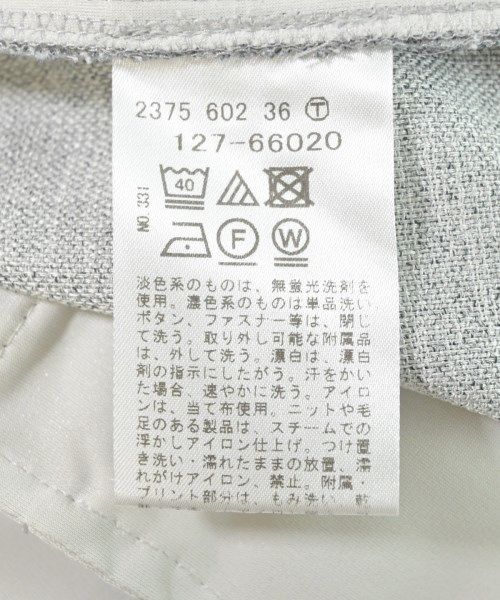 2375 602 36 Ⓣ
127-66020
NO.331
40
F W
淡色系のものは、無蛍光洗剤を
使用。濃色系のものは単品洗い
ボタン、ファスナー等は、閉じ
て洗う。取り外し可能な附属品
は、外して洗う。漂白は、漂白
剤の指示にしたがう。汗をかい
た場合、速やかに洗う。アイロ
ンは、当て布使用。ニットや毛
足のある製品は、スチームでの
浮かしアイロン仕上げ。つけ置
き洗い・濡れたままの放置、濡
れがけアイロン、禁止。附属・
プリント部分は、もみ洗い、乾